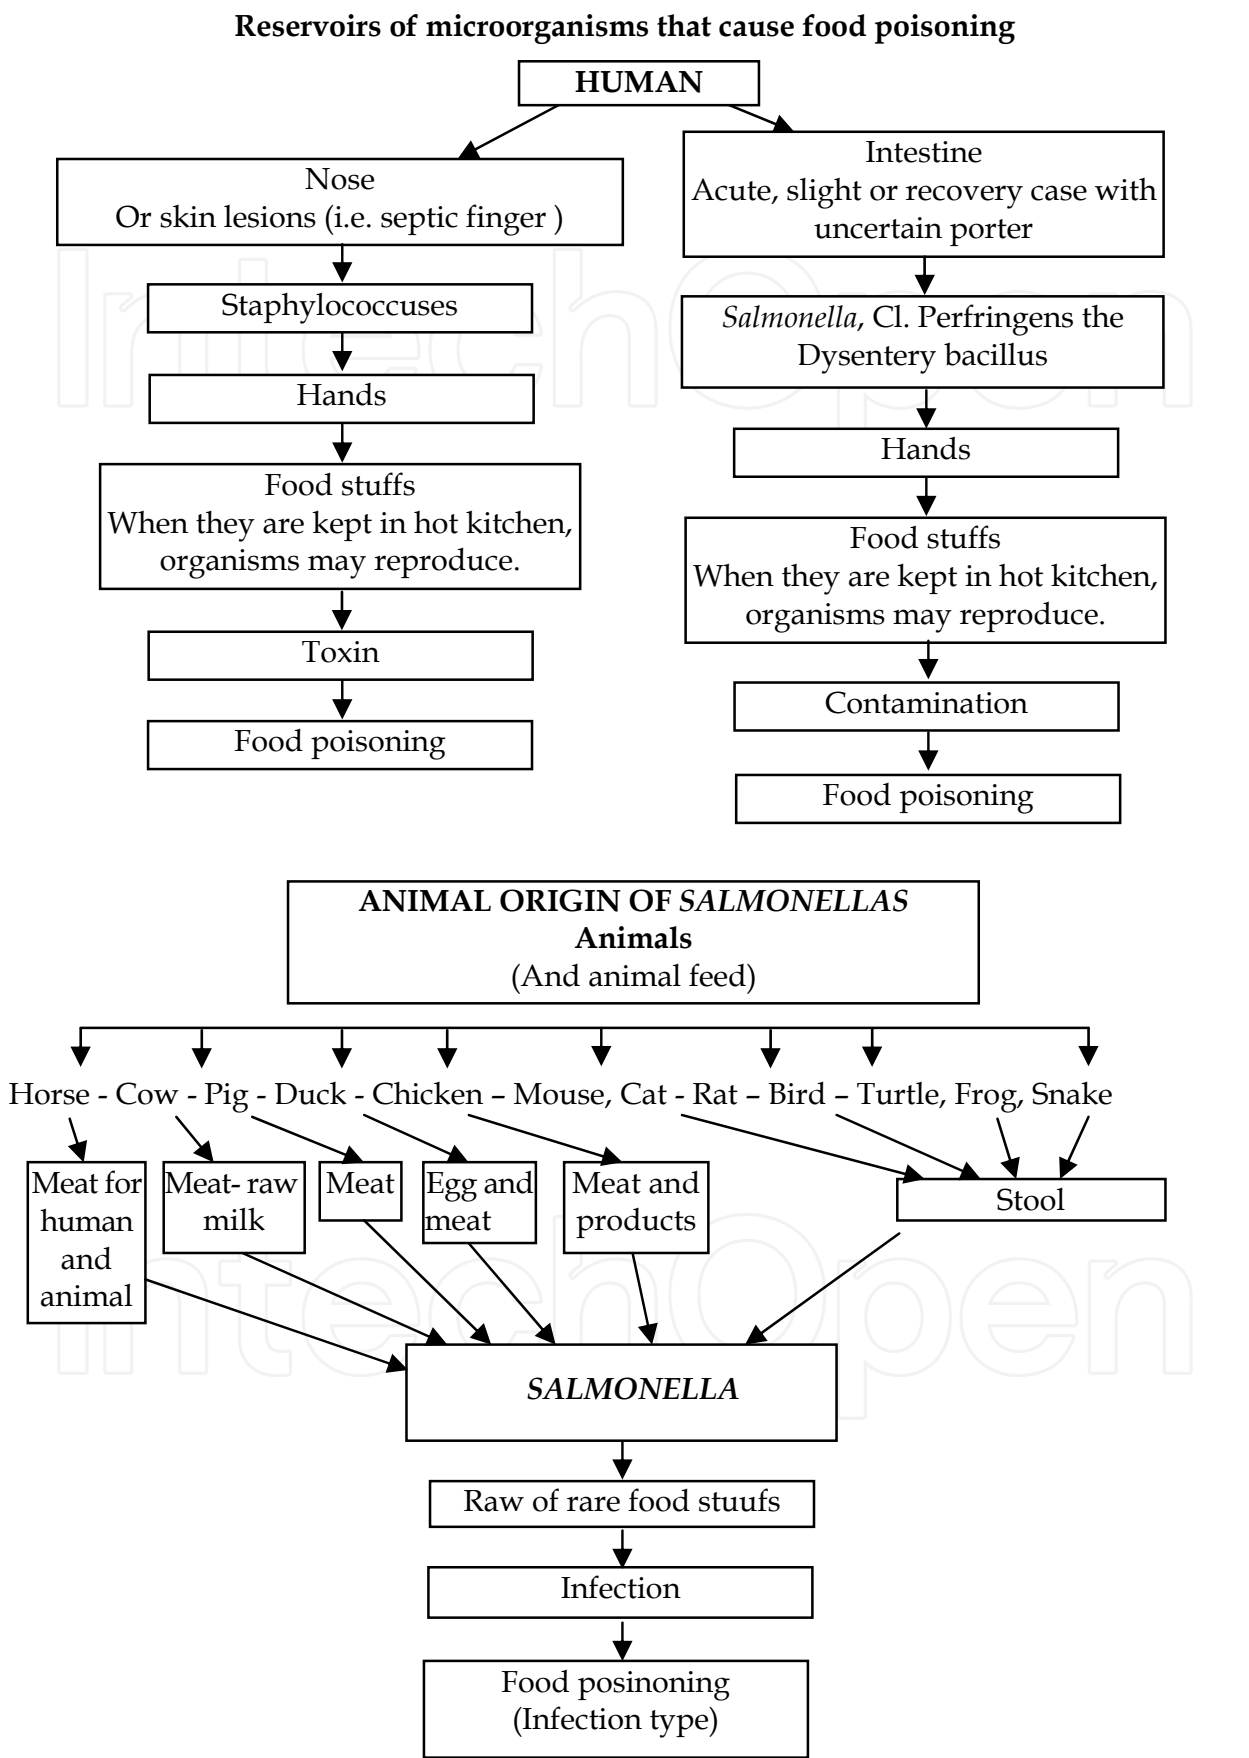 Reservoirs of microorganisms that cause food poisoning
HUMAN
Nose
Or skin lesions (i.e. septic finger )
Staphylococcuses
Hands
Food stuffs
When they are kept in hot kitchen,
organisms may reproduce.
Toxin
Food poisoning
Intestine
Acute, slight or recovery case with
uncertain porter
Salmonella, Cl. Perfringens the
Dysentery bacillus
Hands
Food stuffs
When they are kept in hot kitchen,
organisms may reproduce.
Contamination
Food poisoning
ANIMAL ORIGIN OF SALMONELLAS
Animals
(And animal feed)
Horse - Cow - Pig - Duck - Chicken – Mouse, Cat - Rat – Bird – Turtle, Frog, Snake
Meat for
human
and
animal
Meat- raw
milk
Meat
Egg and
meat
Meat and
products
Stool
SALMONELLA
Raw of rare food stuufs
Infection
Food posinoning
(Infection type)
IntechOpen
IntechOpen